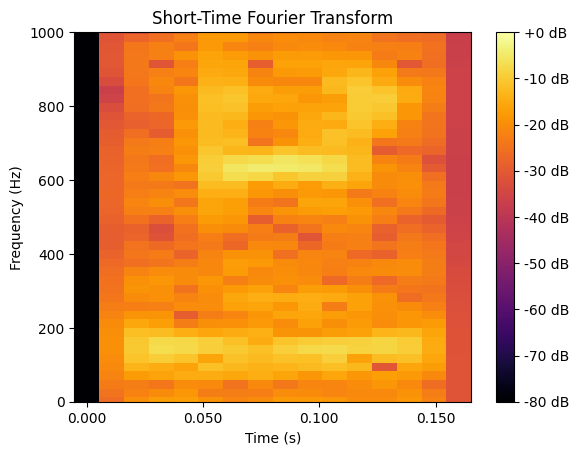 Short-Time Fourier Transform
1000
800
600
400
200
0
Frequency (Hz)
0.000
0.050
0.100
0.150
Time (s)
+0 dB
-10 dB
-20 dB
-30 dB
-40 dB
-50 dB
-60 dB
-70 dB
-80 dB